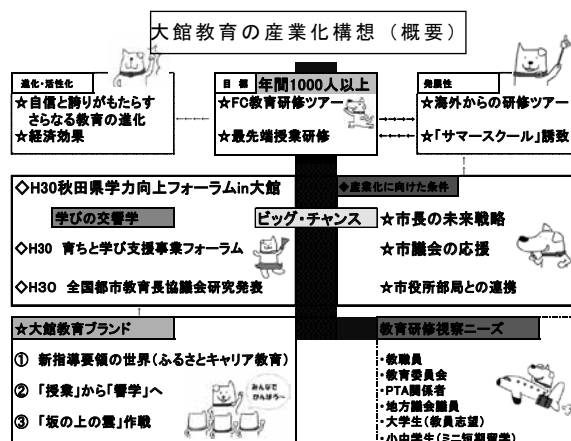 大館教育の産業化構想（概要）
進化・活性化
☆自信と誇りがもたらす
さらなる教育の進化
☆経済効果
目標 年間1000人以上
☆FC教育研修ツアー
☆最先端授業研修
発展性
☆海外からの研修ツアー
☆「サマースクール」誘致
◇H30秋田県学力向上フォーラムin大館
学びの交響学
◇H30 育ちと学び支援事業フォーラム
◇H30 全国都市教育長協議会研究発表
ビッグ・チャンス
◆産業化に向けた条件
☆市長の未来戦略
☆市議会の応援
☆市役所部局との連携
☆大館教育ブランド
① 新指導要領の世界（ふるさとキャリア教育）
② 「授業」から「響学」へ
③ 「坂の上の雲」作戦
みんなで
がんばろう～
教育研修視察ニーズ
・教職員
・教育委員会
・PTA関係者
・地方議会議員
・大学生（教員志望）
・小中学生（ミニ短期留学）